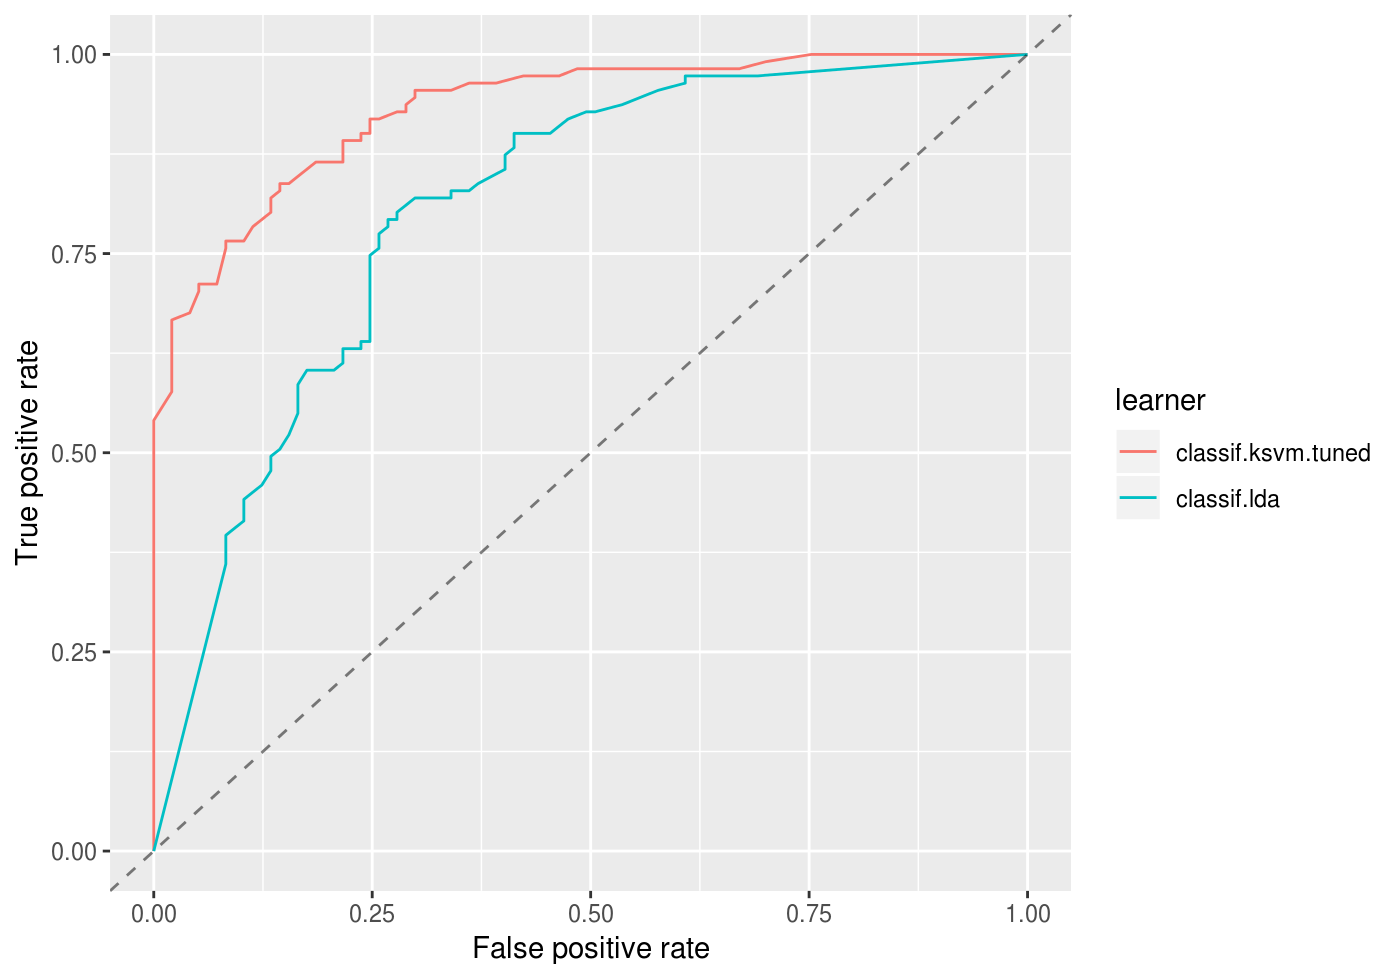 1.00
0.75
0.50
0.25
0.00
True positive rate
0.00 0.25 0.50 0.75 1.00
False positive rate
learner
classif.ksvm.tuned
classif.lda